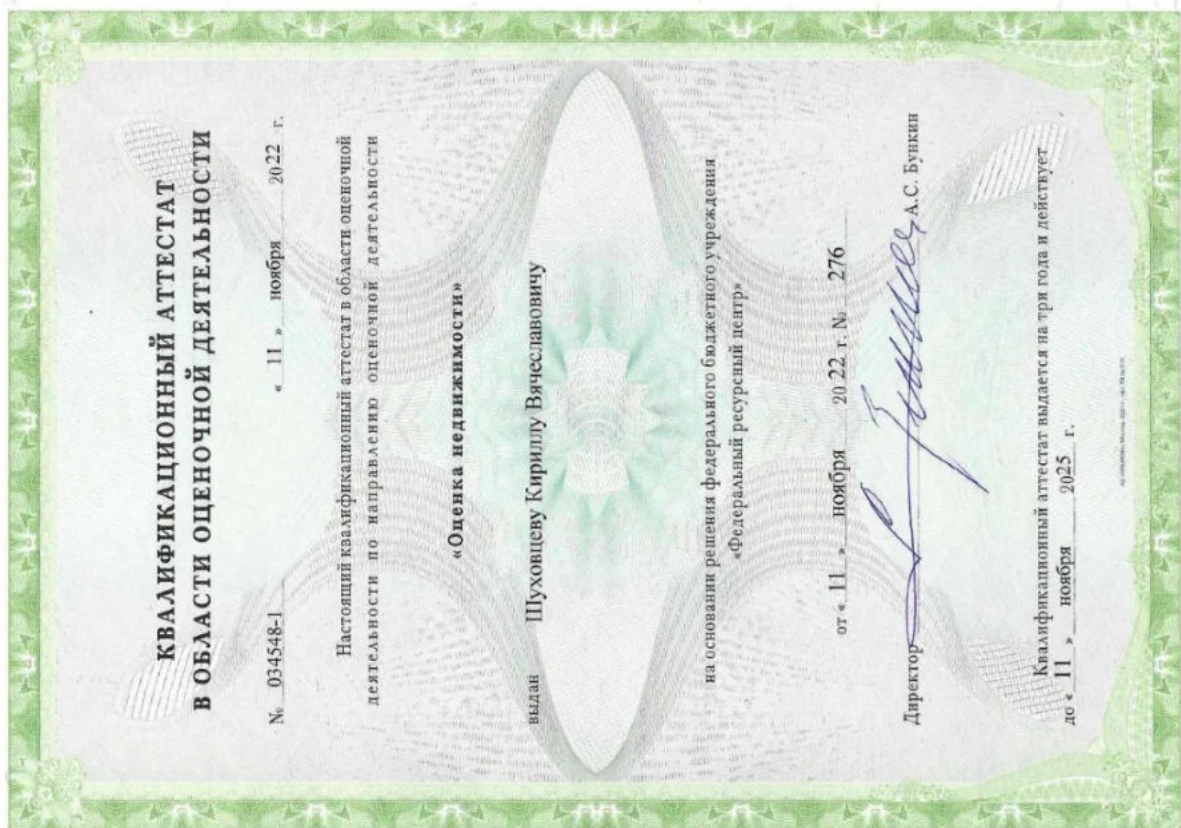 КВАЛИФИКАЦИОННЫЙ АТТЕСТАТ
В ОБЛАСТИ ОЦЕНОЧНОЙ ДЕЯТЕЛЬНОСТИ
№ 034548-1 « 11 » ноября 2022 г.
Настоящий квалификационный аттестат в области оценочной
деятельности по направлению оценочной деятельности
«Оценка недвижимости»
выдан Шуховцеву Кириллу Вячеславовичу
на основании решения федерального бюджетного учреждения
«Федеральный ресурсный центр»
от « 11 » ноября 20 22 г. № 276
Директор А.С. Бункин
Квалификационный аттестат выдается на три года и действует
до « 11 » ноября 2025 г.